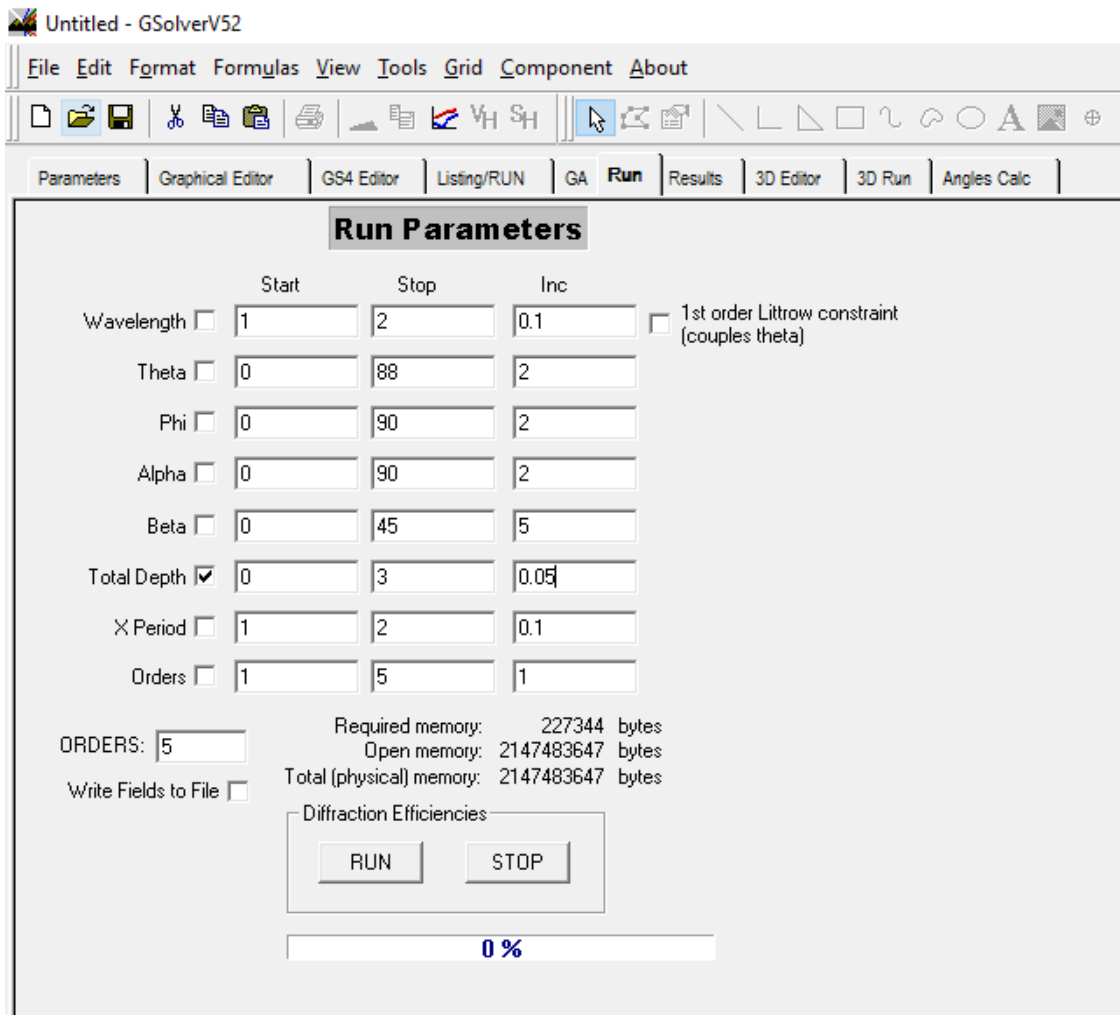 Untitled - GSolverV52
File Edit Format Formulas View Tools Grid Component About
VH SH A
Parameters Graphical Editor GS4 Editor Listing/RUN GA Run Results 3D Editor 3D Run Angles Calc
Run Parameters
Start Stop Inc
Wavelength 1 2 0.1 1st order Littrow constraint
(couples theta)
Theta 0 88 2
Phi 0 90 2
Alpha 0 90 2
Beta 0 45 5
Total Depth 0 3 0.05
X Period 1 2 0.1
Orders 1 5 1
Required memory: 227344 bytes
ORDERS: 5 Open memory: 2147483647 bytes
Total (physical) memory: 2147483647 bytes
Write Fields to File
Diffraction Efficiencies
RUN STOP
0 %